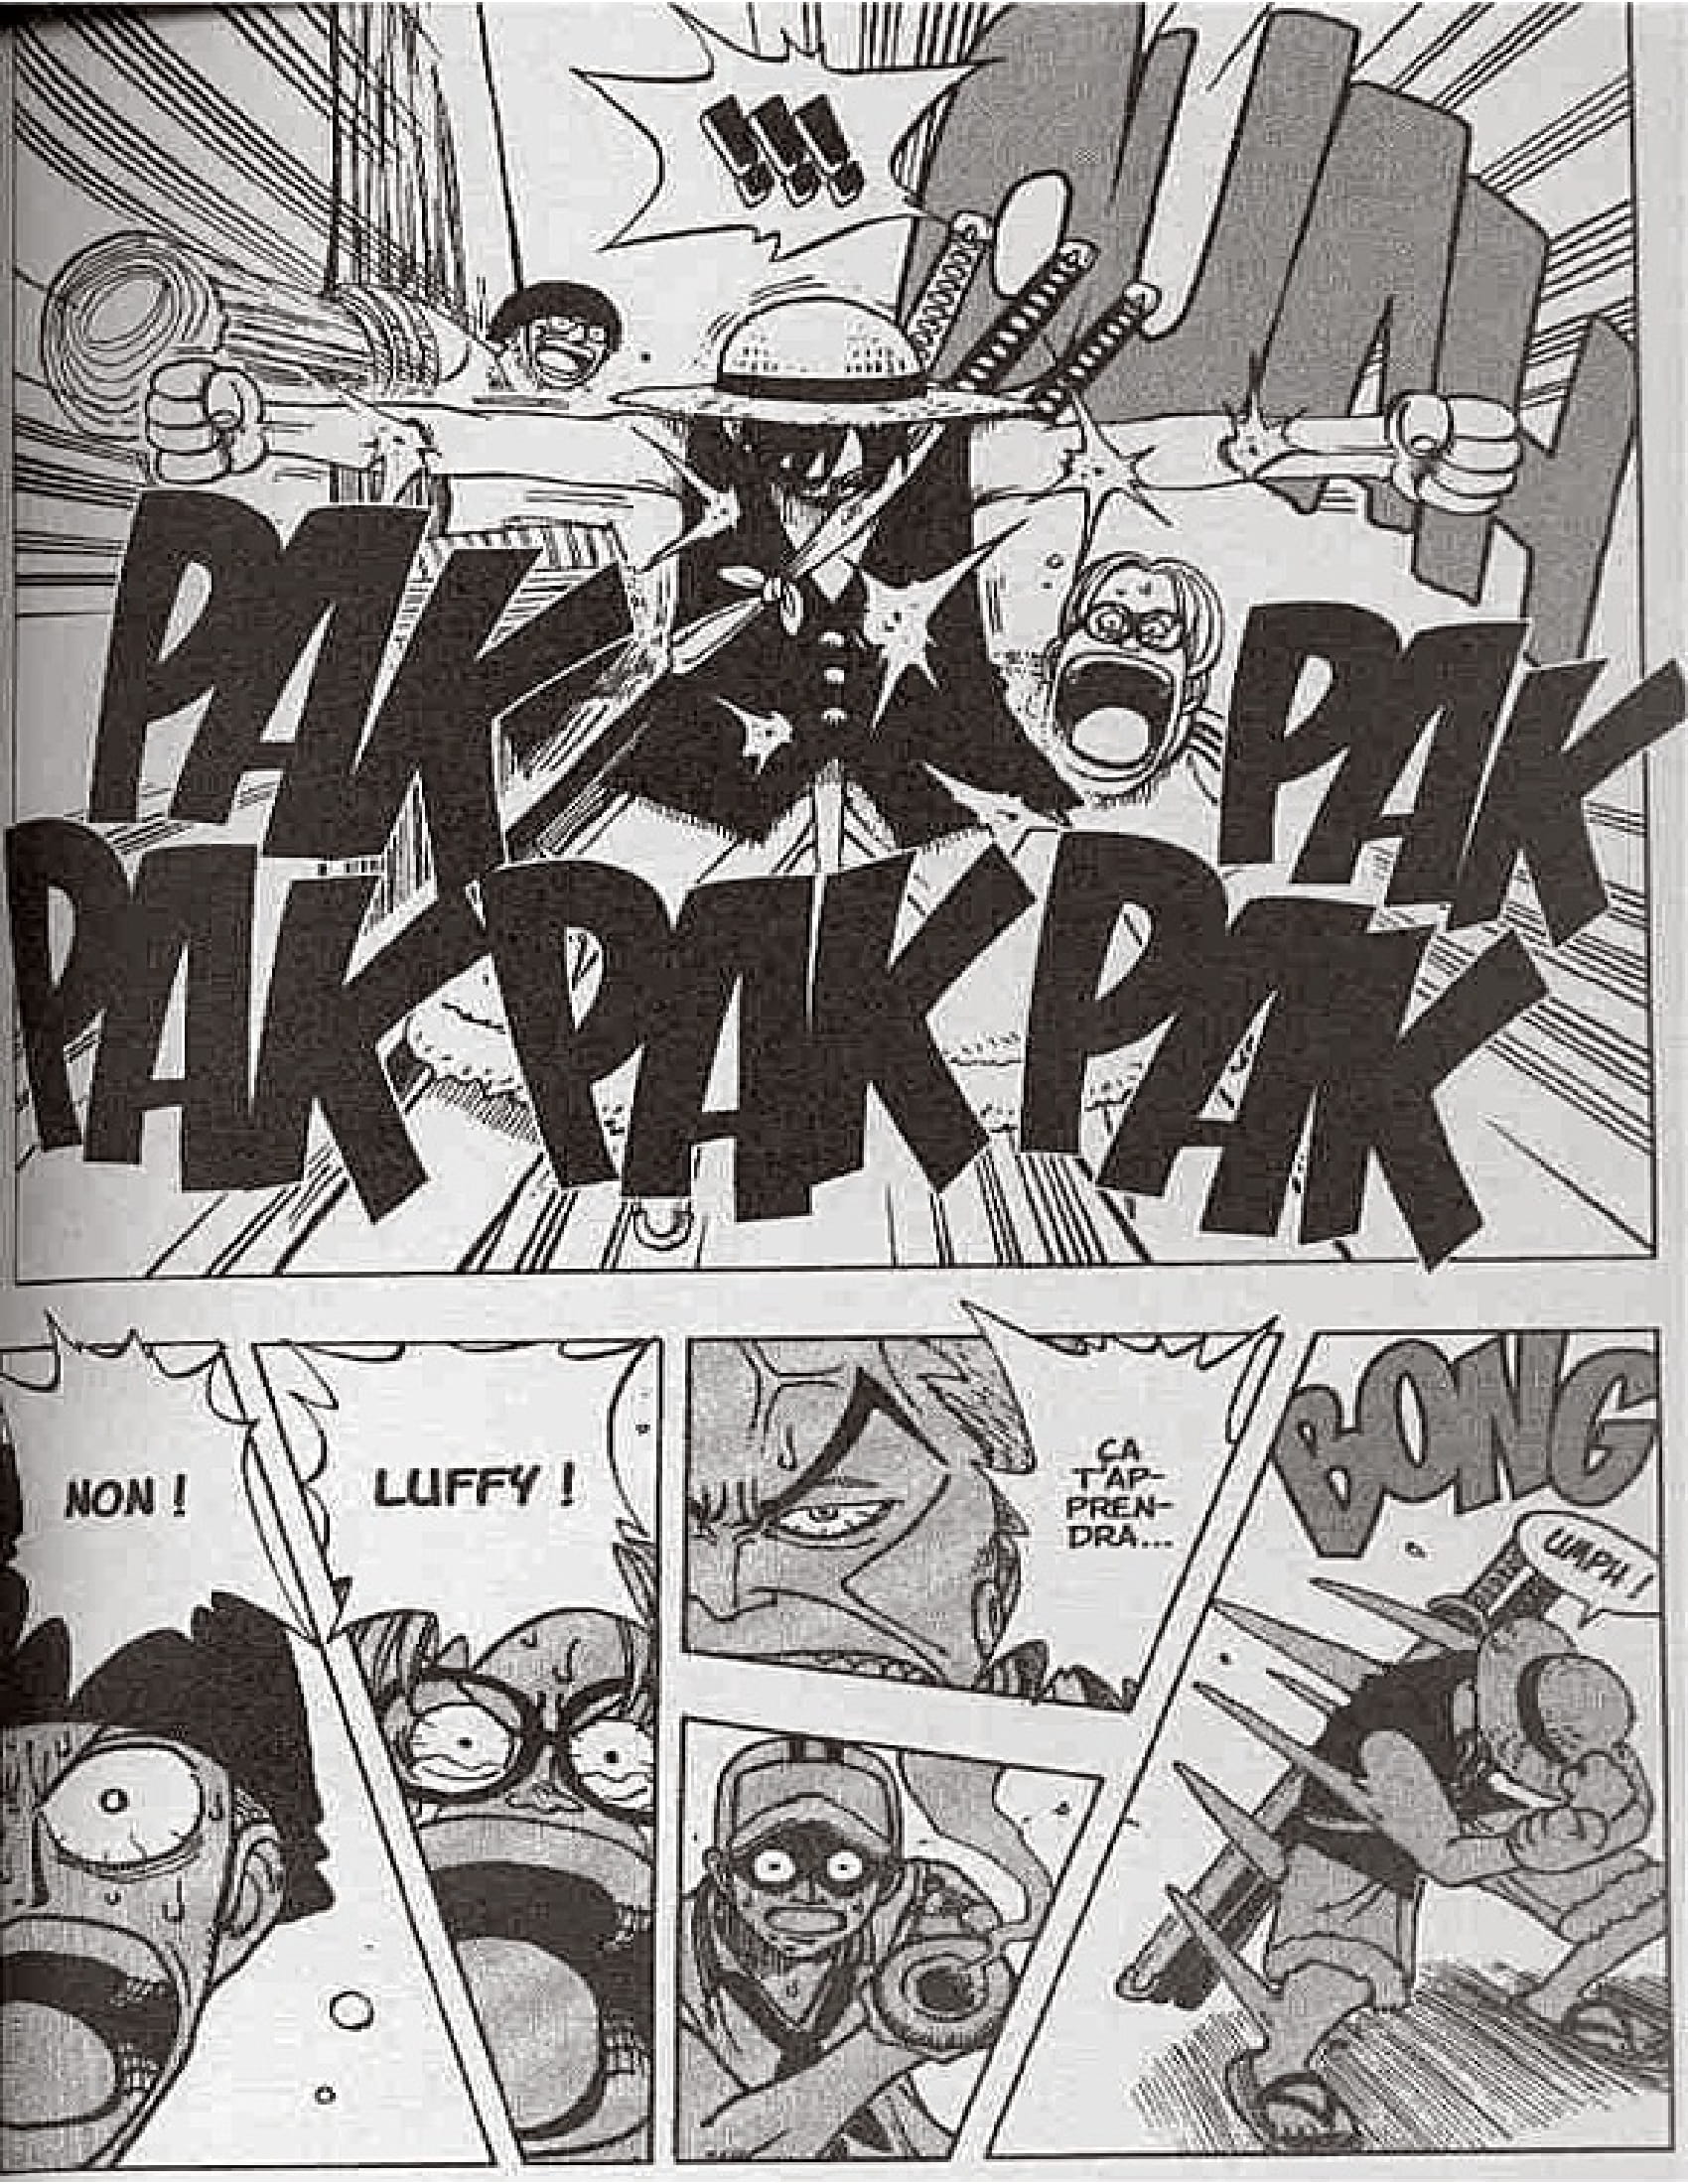 !!!
PAK
PAK
PAK
PAK
PAK
BONG
UMPH !
ÇA
T'AP-
PREN-
DRA...
LUFFY !
NON !